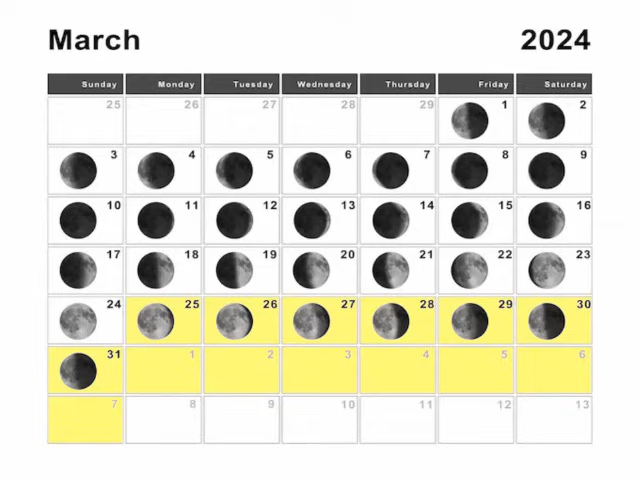 March 2024
Sunday Monday Tuesday Wednesday Thursday Friday Saturday
25 26 27 28 29 1 2
3 4 5 6 7 8 9
10 11 12 13 14 15 16
17 18 19 20 21 22 23
24 25 26 27 28 29 30
31 1 2 3 4 5 6
7 8 9 10 11 12 13